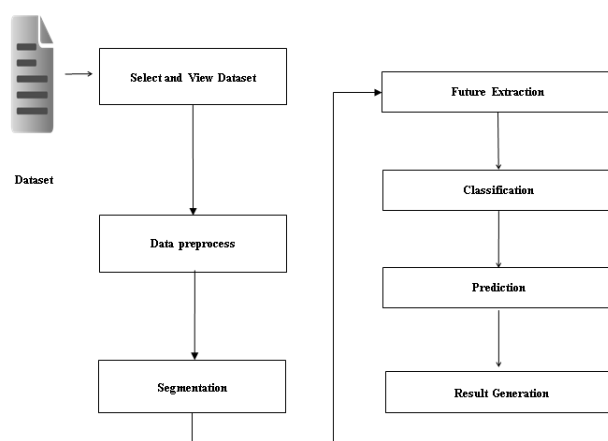 Dataset
Select and View Dataset
Data preprocess
Segmentation
Future Extraction
Classification
Prediction
Result Generation